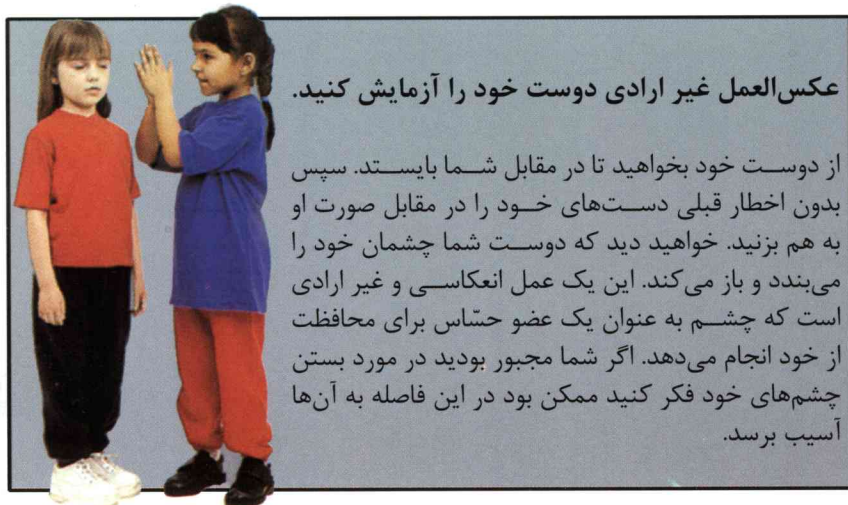 عکس‌العمل غیر ارادی دوست خود را آزمایش کنید.
از دوست خود بخواهید تا در مقابل شما بایستد. سپس
بدون اخطار قبلی دست‌های خود را در مقابل صورت او
به هم بزنید. خواهید دید که دوست شما چشمان خود را
می‌بندد و باز می‌کند. این یک عمل انعکاسی و غیر ارادی
است که چشم به عنوان یک عضو حسّاس برای محافظت
از خود انجام می‌دهد. اگر شما مجبور بودید در مورد بستن
چشم‌های خود فکر کنید ممکن بود در این فاصله به آن‌ها
آسیب برسد.